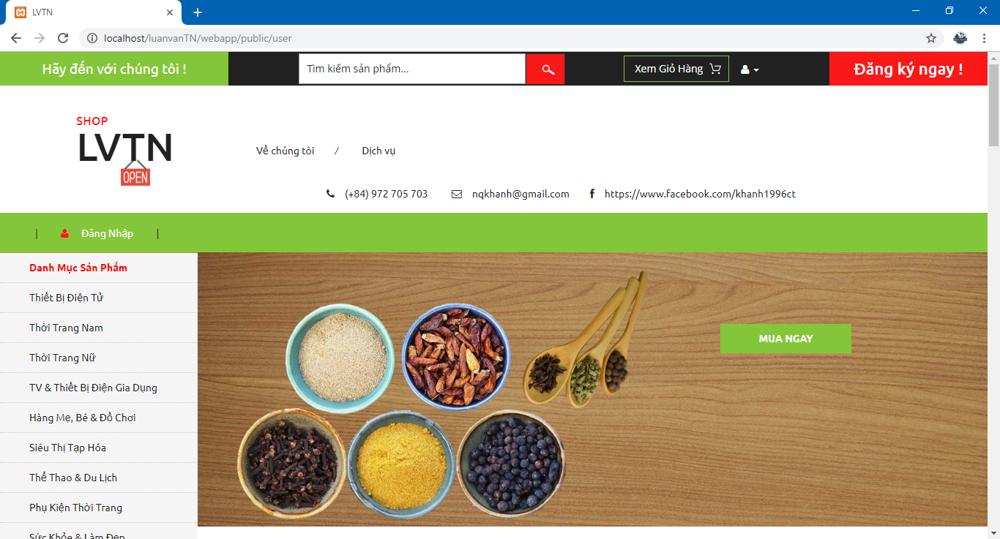 LVTN
localhost/luanvanTN/webapp/public/user
Hãy đến với chúng tôi !
Tìm kiếm sản phẩm...
Xem Giỏ Hàng
Đăng ký ngay !
SHOP
LVTN
OPEN
Về chúng tôi / Dịch vụ
(+84) 972 705 703 nqkhanh@gmail.com https://www.facebook.com/khanh1996ct
| Đăng Nhập |
Danh Mục Sản Phẩm
Thiết Bị Điện Tử
Thời Trang Nam
Thời Trang Nữ
TV & Thiết Bị Điện Gia Dụng
Hàng Mẹ, Bé & Đồ Chơi
Siêu Thị Tạp Hóa
Thể Thao & Du Lịch
Phụ Kiện Thời Trang
Sức Khỏe & Làm Đẹp
MUA NGAY